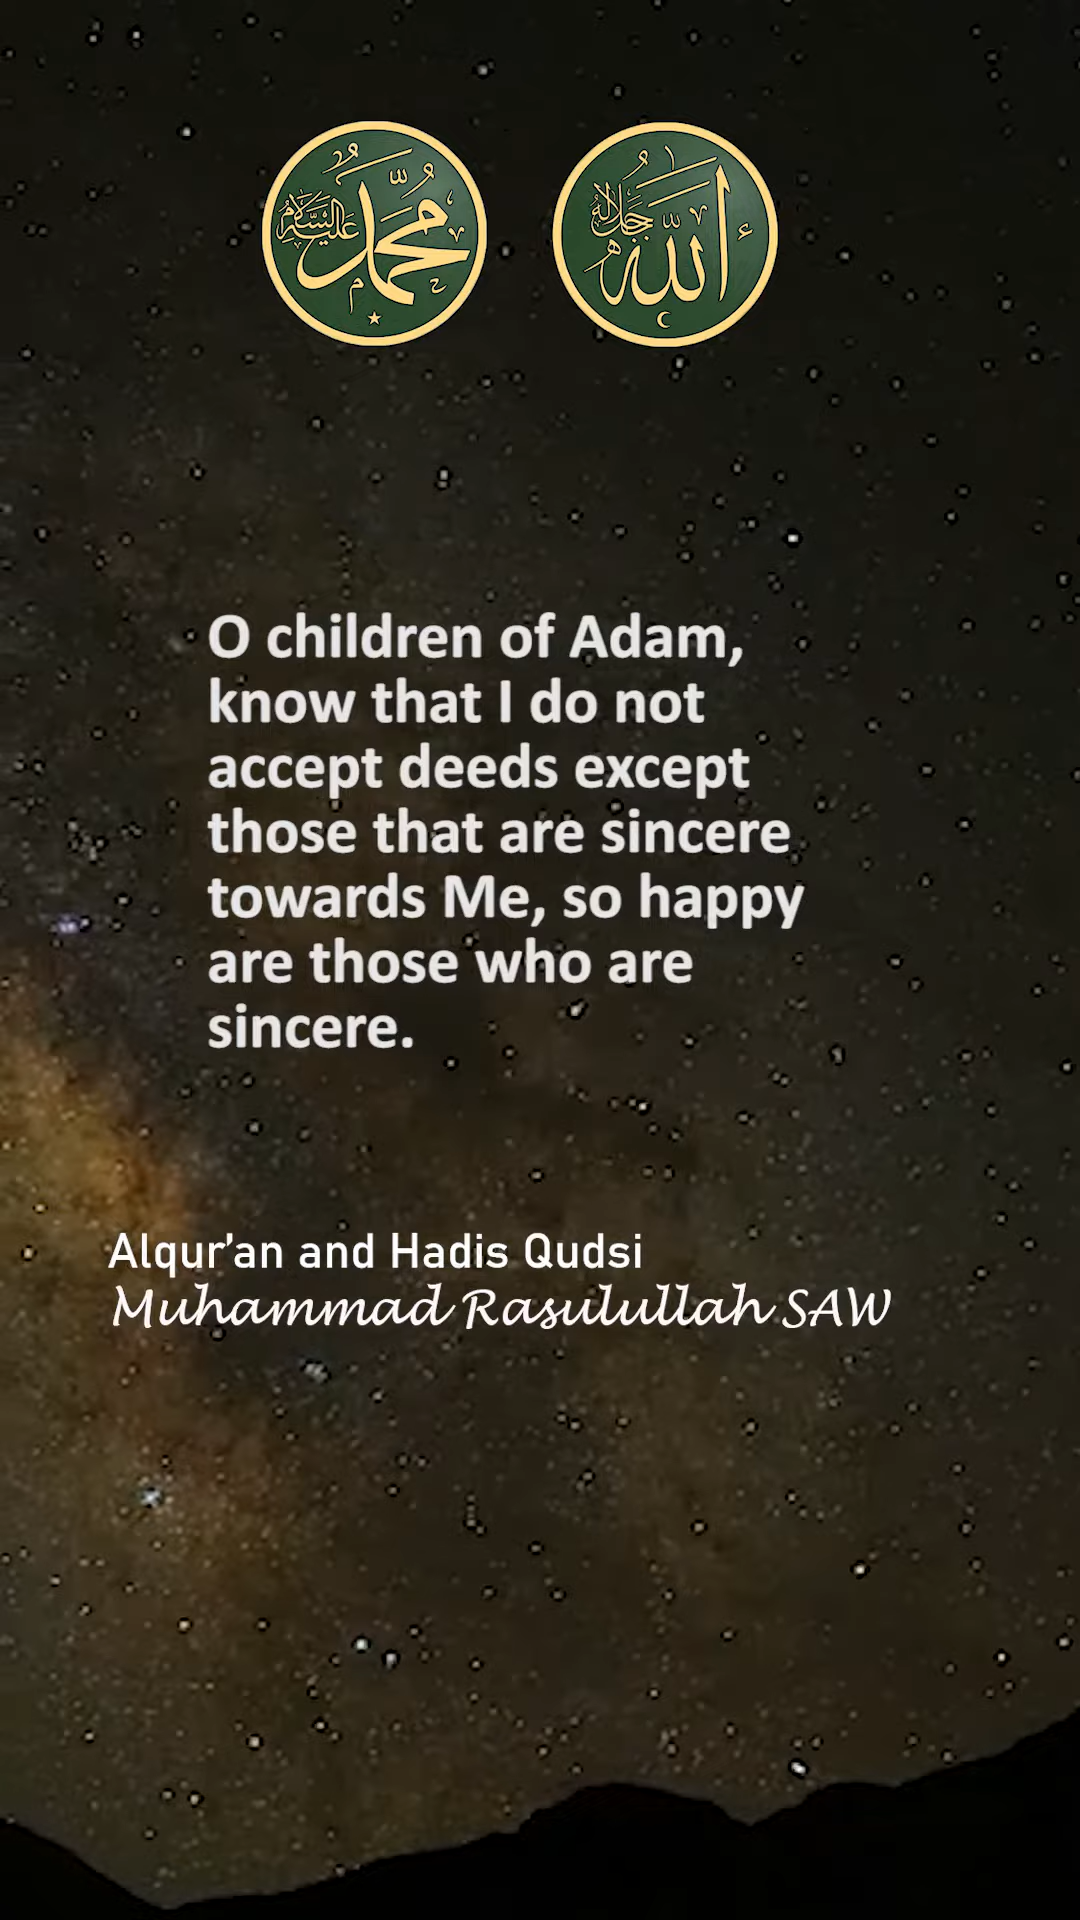 محمد عليه السلام
الله جل جلاله
O children of Adam,
know that I do not
accept deeds except
those that are sincere
towards Me, so happy
are those who are
sincere.
Alqur’an and Hadis Qudsi
Muhammad Rasulullah SAW